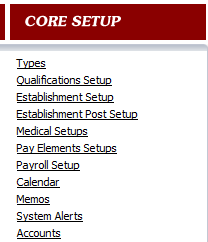 CORE SETUP
Types
Qualifications Setup
Establishment Setup
Establishment Post Setup
Medical Setups
Pay Elements Setups
Payroll Setup
Calendar
Memos
System Alerts
Accounts